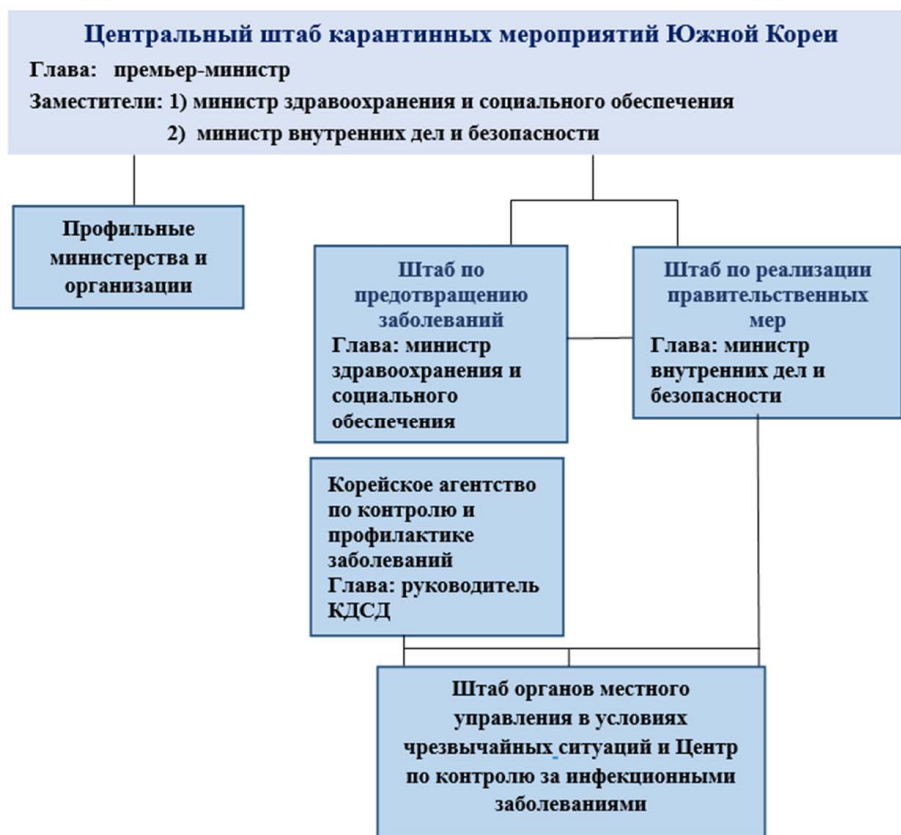 Центральный штаб карантинных мероприятий Южной Кореи
Глава: премьер-министр
Заместители: 1) министр здравоохранения и социального обеспечения
2) министр внутренних дел и безопасности
Профильные
министерства и
организации
Штаб по
предотвращению
заболеваний
Глава: министр
здравоохранения и
социального
обеспечения
Штаб по реализации
правительственных
мер
Глава: министр
внутренних дел и
безопасности
Корейское агентство
по контролю и
профилактике
заболеваний
Глава: руководитель
КДСД
Штаб органов местного
управления в условиях
чрезвычайных ситуаций и Центр
по контролю за инфекционными
заболеваниями